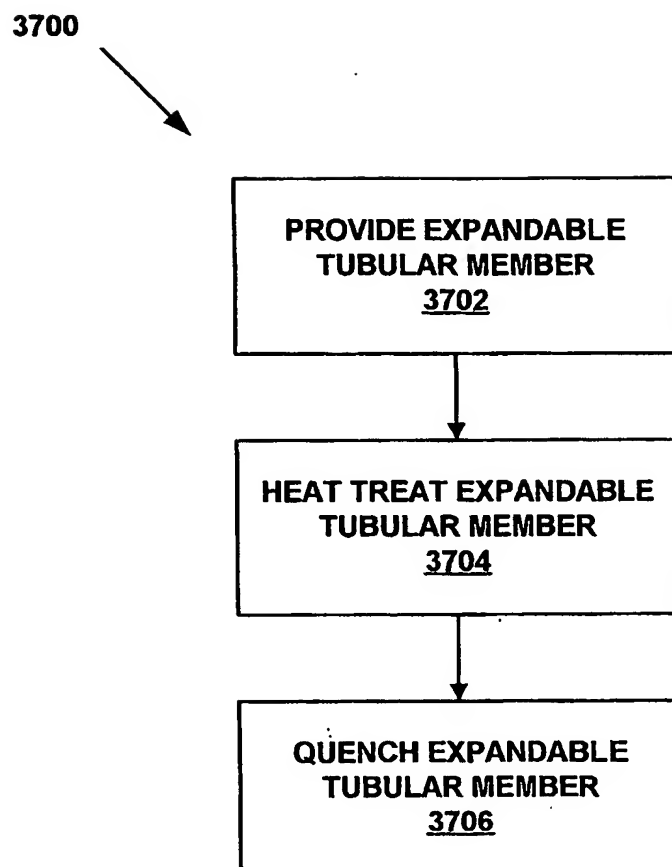 3700
PROVIDE EXPANDABLE
TUBULAR MEMBER
3702
HEAT TREAT EXPANDABLE
TUBULAR MEMBER
3704
QUENCH EXPANDABLE
TUBULAR MEMBER
3706